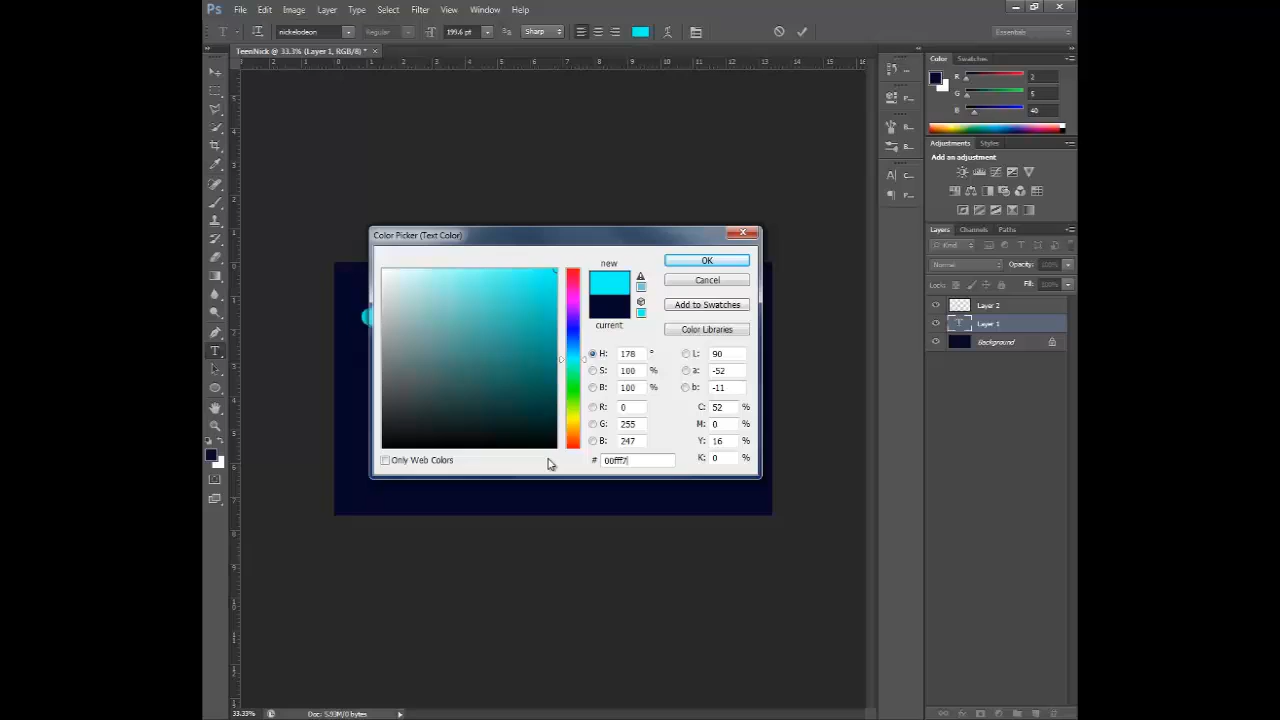 Ps File Edit Image Layer Type Select Filter View Window Help
T nickelodeon Regular 199.6 pt Sharp Essentials
TeenNick @ 33.3% (Layer 1, RGB/8) * ×
Color Swatches
R 2
G 5
B 40
Adjustments Styles
Add an adjustment
Layers Channels Paths
Kind
Normal Opacity: 100%
Lock: Fill: 100%
Layer 2
Layer 1
Background
Color Picker (Text Color)
new
current
OK
Cancel
Add to Swatches
Color Libraries
H: 178 ° L: 90
S: 100 % a: -52
B: 100 % b: -11
R: 0 C: 52 %
G: 255 M: 0 %
B: 247 Y: 16 %
# 00fff7 K: 0 %
Only Web Colors
33.33% Doc: 5.93M/0 bytes